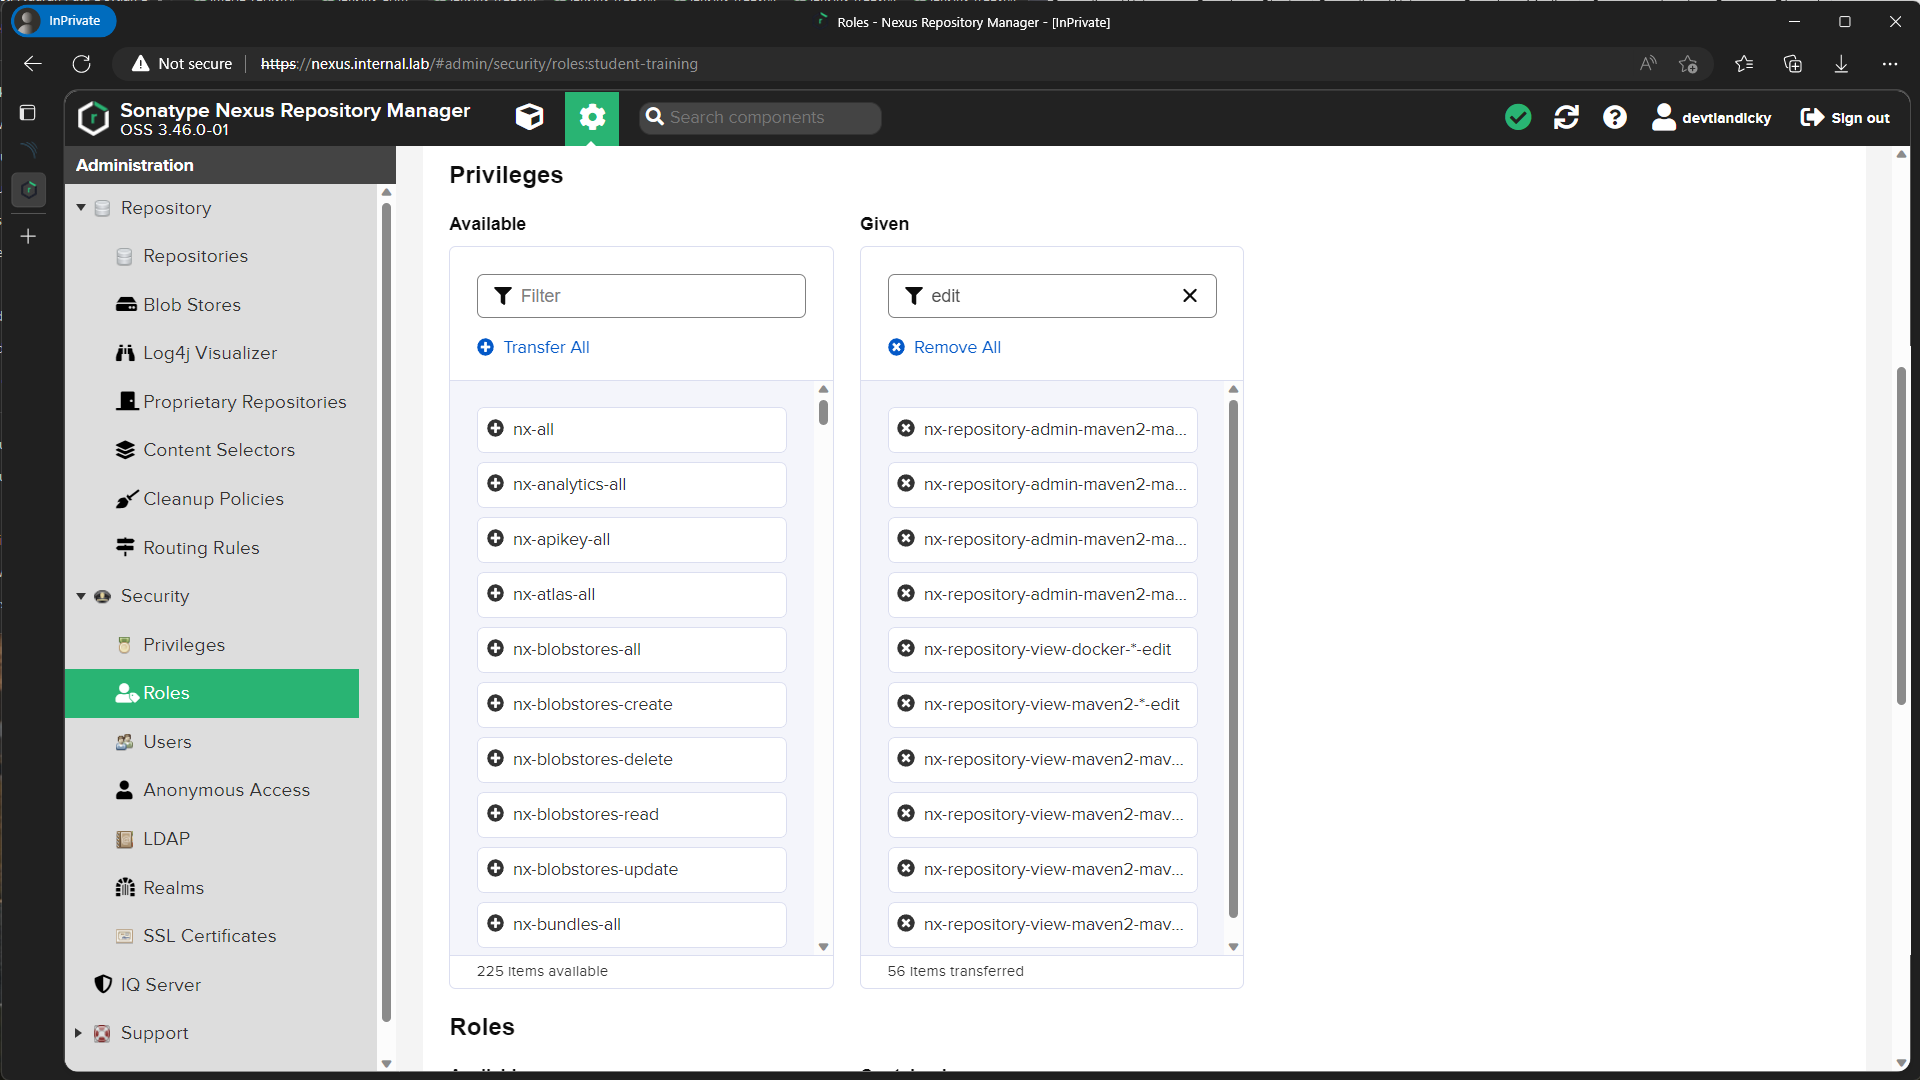 InPrivate
Roles - Nexus Repository Manager - [InPrivate]
Not secure
https://nexus.internal.lab/#admin/security/roles:student-training
Sonatype Nexus Repository Manager
OSS 3.46.0-01
Search components
devtlandicky
Sign out
Administration
Repository
Repositories
Blob Stores
Log4j Visualizer
Proprietary Repositories
Content Selectors
Cleanup Policies
Routing Rules
Security
Privileges
Roles
Users
Anonymous Access
LDAP
Realms
SSL Certificates
IQ Server
Support
Privileges
Available
Filter
Transfer All
nx-all
nx-analytics-all
nx-apikey-all
nx-atlas-all
nx-blobstores-all
nx-blobstores-create
nx-blobstores-delete
nx-blobstores-read
nx-blobstores-update
nx-bundles-all
225 items available
Given
edit
Remove All
nx-repository-admin-maven2-ma...
nx-repository-admin-maven2-ma...
nx-repository-admin-maven2-ma...
nx-repository-admin-maven2-ma...
nx-repository-view-docker-*-edit
nx-repository-view-maven2-*-edit
nx-repository-view-maven2-mav...
nx-repository-view-maven2-mav...
nx-repository-view-maven2-mav...
nx-repository-view-maven2-mav...
56 items transferred
Roles